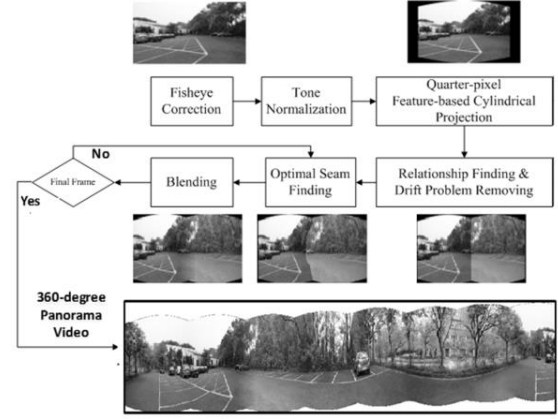 Fisheye
Correction
Tone
Normalization
Quarter-pixel
Feature-based Cylindrical
Projection
No
Final Frame
Yes
Blending
Optimal Seam
Finding
Relationship Finding &
Drift Problem Removing
360-degree
Panorama
Video